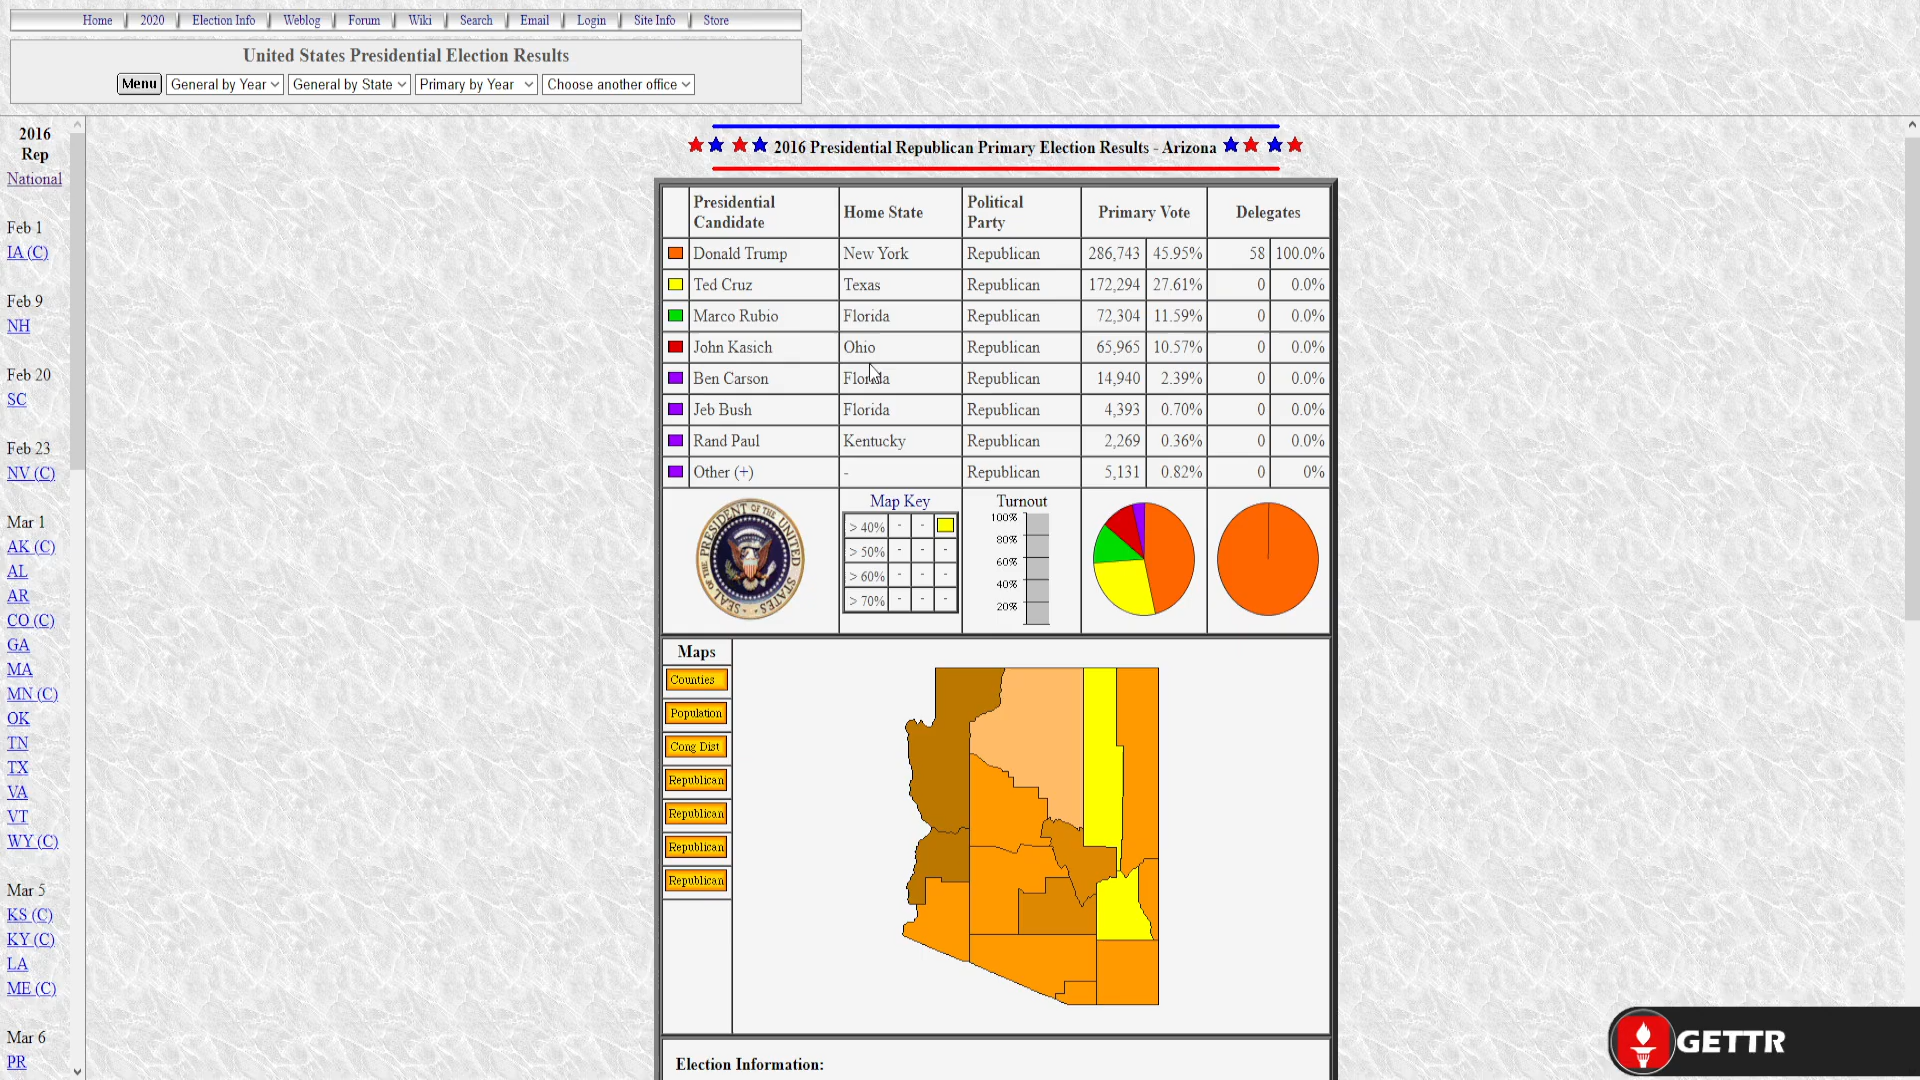 Home 2020 Election Info Weblog Forum Wiki Search Email Login Site Info Store
United States Presidential Election Results
Menu General by Year General by State Primary by Year Choose another office
2016
Rep
National
Feb 1
IA (C)
Feb 9
NH
Feb 20
SC
Feb 23
NV (C)
Mar 1
AK (C)
AL
AR
CO (C)
GA
MA
MN (C)
OK
TN
TX
VA
VT
WY (C)
Mar 5
KS (C)
KY (C)
LA
ME (C)
Mar 6
PR
2016 Presidential Republican Primary Election Results - Arizona
Presidential Candidate Home State Political Party Primary Vote Delegates
Donald Trump New York Republican 286,743 45.95% 58 100.0%
Ted Cruz Texas Republican 172,294 27.61% 0 0.0%
Marco Rubio Florida Republican 72,304 11.59% 0 0.0%
John Kasich Ohio Republican 65,965 10.57% 0 0.0%
Ben Carson Florida Republican 14,940 2.39% 0 0.0%
Jeb Bush Florida Republican 4,393 0.70% 0 0.0%
Rand Paul Kentucky Republican 2,269 0.36% 0 0.0%
Other (+) - Republican 5,131 0.82% 0 0%
PRESIDENT OF THE UNITED STATES SEAL OF THE
Map Key
> 40% - -
> 50% - - -
> 60% - - -
> 70% - - -
Turnout
100%
80%
60%
40%
20%
Maps
Counties
Population
Cong Dist
Republican
Republican
Republican
Republican
Election Information:
GETTR